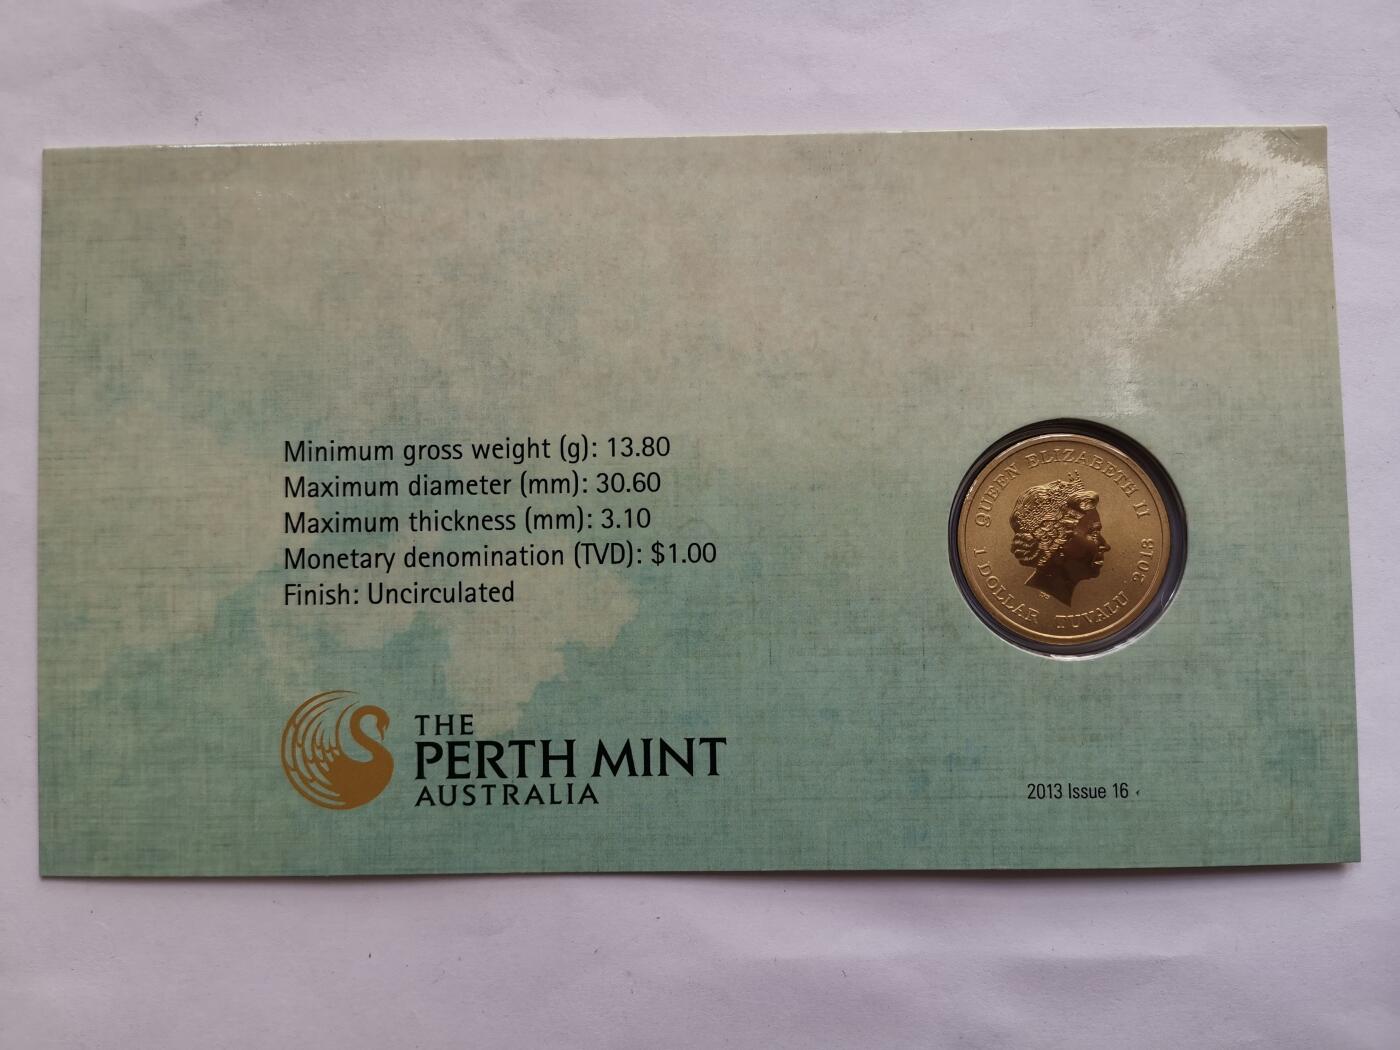 Minimum gross weight (g): 13.80
Maximum diameter (mm): 30.60
Maximum thickness (mm): 3.10
Monetary denomination (TVD): $1.00
Finish: Uncirculated
QUEEN ELIZABETH II
1 DOLLAR TUVALU 2013
THE
PERTH MINT
AUSTRALIA
2013 Issue 16